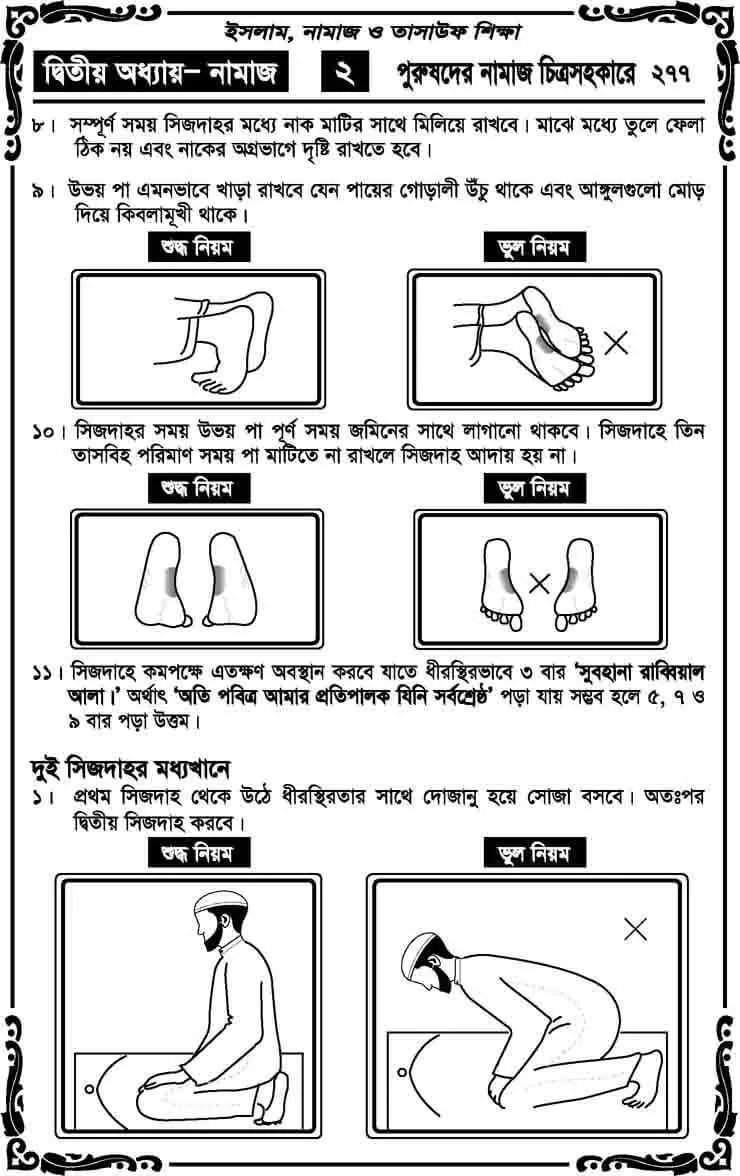 ইসলাম, নামাজ ও তাসাউফ শিক্ষা
দ্বিতীয় অধ্যায়– নামাজ ২ পুরুষদের নামাজ চিত্রসহকারে ২৭৭
৮। সম্পূর্ণ সময় সিজদাহর মধ্যে নাক মাটির সাথে মিলিয়ে রাখবে। মাঝে মধ্যে তুলে ফেলা
ঠিক নয় এবং নাকের অগ্রভাগে দৃষ্টি রাখতে হবে।
৯। উভয় পা এমনভাবে খাড়া রাখবে যেন পায়ের গোড়ালী উঁচু থাকে এবং আঙ্গুলগুলো মোড়
দিয়ে কিবলামূখী থাকে।
শুদ্ধ নিয়ম ভুল নিয়ম
১০। সিজদাহর সময় উভয় পা পূর্ণ সময় জমিনের সাথে লাগানো থাকবে। সিজদাহে তিন
তাসবিহ পরিমাণ সময় পা মাটিতে না রাখলে সিজদাহ আদায় হয় না।
শুদ্ধ নিয়ম ভুল নিয়ম
১১। সিজদাহে কমপক্ষে এতক্ষণ অবস্থান করবে যাতে ধীরস্থিরভাবে ৩ বার ‘সুবহানা রাব্বিয়াল
আলা।’ অর্থাৎ ‘অতি পবিত্র আমার প্রতিপালক যিনি সর্বশ্রেষ্ঠ’ পড়া যায় সম্ভব হলে ৫, ৭ ও
৯ বার পড়া উত্তম।
দুই সিজদাহর মধ্যখানে
১। প্রথম সিজদাহ থেকে উঠে ধীরস্থিরতার সাথে দোজানু হয়ে সোজা বসবে। অতঃপর
দ্বিতীয় সিজদাহ করবে।
শুদ্ধ নিয়ম ভুল নিয়ম